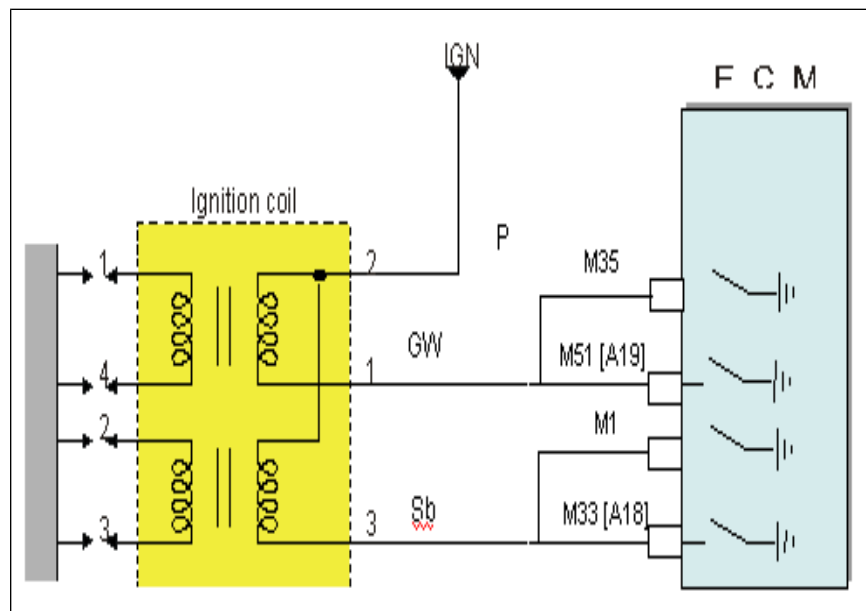 IGN
E C M
Ignition coil
1
2
P
M35
4
1
GW
M51 [A19]
2
M1
3
3
Sb
M33 [A18]